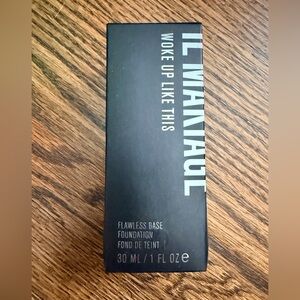 IL MAKIAGE
WOKE UP LIKE THIS
FLAWLESS BASE
FOUNDATION
FOND DE TEINT
30 ML / 1 FL OZ ℮